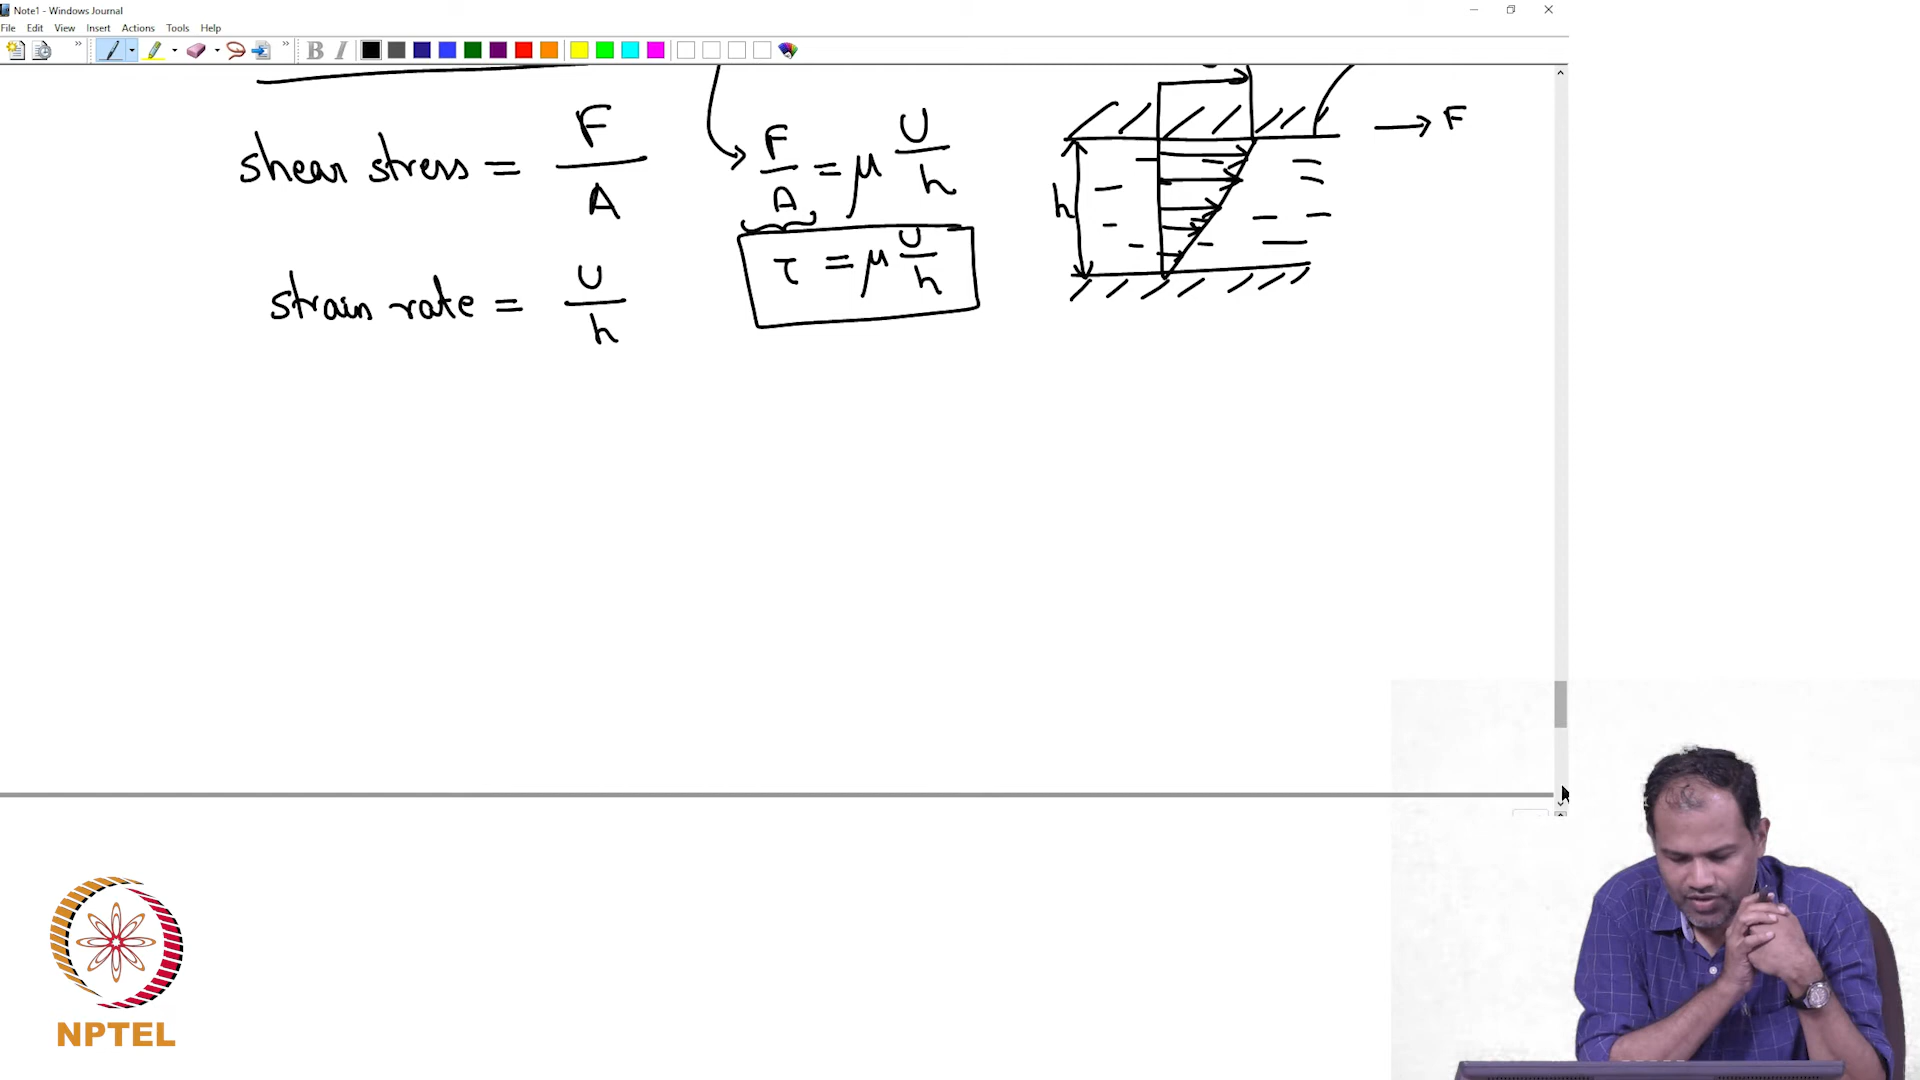 Note1 - Windows Journal
File Edit View Insert Actions Tools Help
B I
shear stress = F / A
F / A = μ U / h
τ = μ U / h
strain rate = U / h
h
F
NPTEL